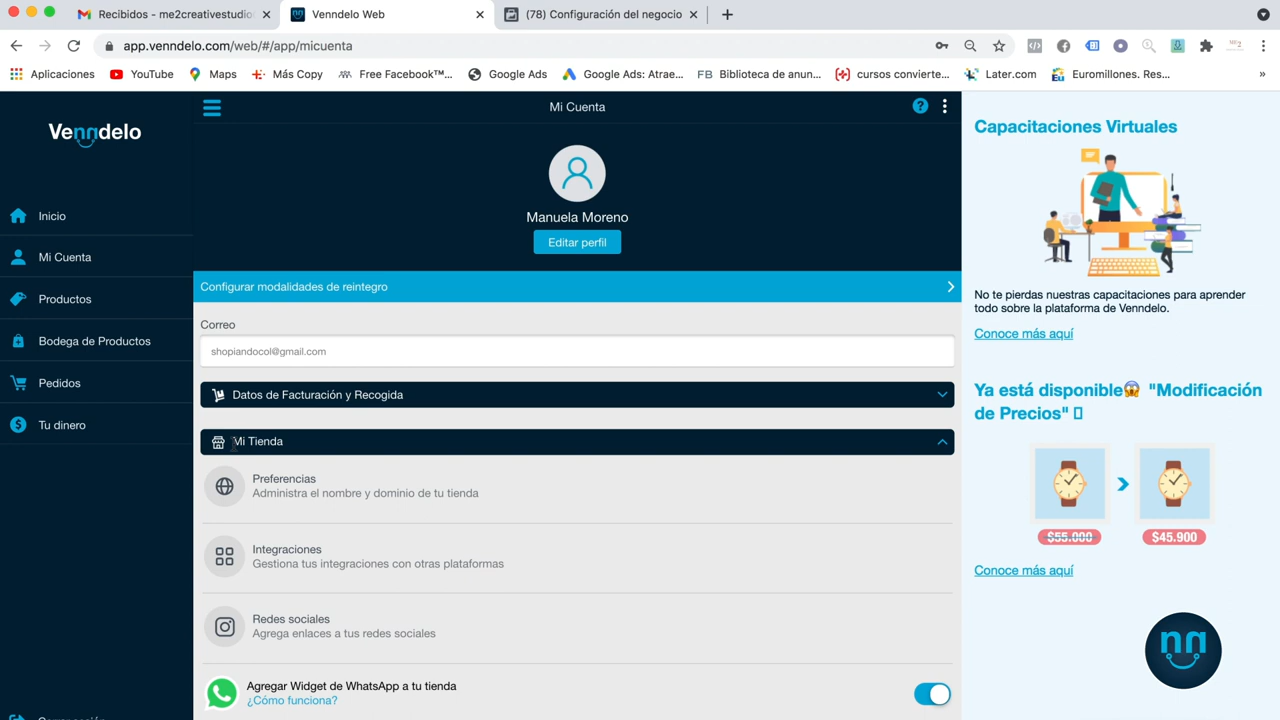 Recibidos - me2creativestudio
Venndelo Web
(78) Configuración del negocio
app.venndelo.com/web/#/app/micuenta
Aplicaciones
YouTube
Maps
Más Copy
Free Facebook™...
Google Ads
Google Ads: Atrae...
FB Biblioteca de anun...
cursos convierte...
Later.com
Euromillones. Res...
»
Venndelo
Inicio
Mi Cuenta
Productos
Bodega de Productos
Pedidos
Tu dinero
Mi Cuenta
Manuela Moreno
Editar perfil
Configurar modalidades de reintegro
Correo
shopiandocol@gmail.com
Datos de Facturación y Recogida
Mi Tienda
Preferencias
Administra el nombre y dominio de tu tienda
Integraciones
Gestiona tus integraciones con otras plataformas
Redes sociales
Agrega enlaces a tus redes sociales
Agregar Widget de WhatsApp a tu tienda
¿Cómo funciona?
Capacitaciones Virtuales
No te pierdas nuestras capacitaciones para aprender
todo sobre la plataforma de Venndelo.
Conoce más aquí
Ya está disponible😱 "Modificación
de Precios"
$55.000
$45.900
Conoce más aquí